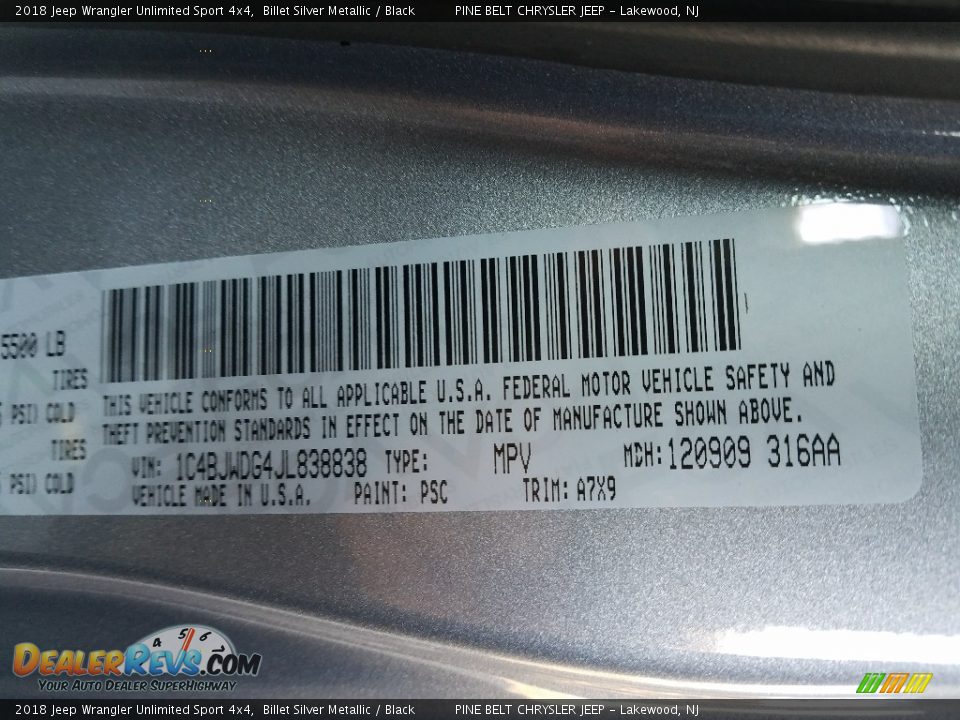 2018 Jeep Wrangler Unlimited Sport 4x4, Billet Silver Metallic / Black PINE BELT CHRYSLER JEEP – Lakewood, NJ
5500 LB
TIRES
PSI) COLD
TIRES
PSI) COLD
THIS VEHICLE CONFORMS TO ALL APPLICABLE U.S.A. FEDERAL MOTOR VEHICLE SAFETY AND
THEFT PREVENTION STANDARDS IN EFFECT ON THE DATE OF MANUFACTURE SHOWN ABOVE.
VIN: 1C4BJWDG4JL838838 TYPE: MPV MDH: 120909 316AA
VEHICLE MADE IN U.S.A. PAINT: PSC TRIM: A7X9
4 5 6
DEALERREVS.COM
YOUR AUTO DEALER SUPERHIGHWAY
2018 Jeep Wrangler Unlimited Sport 4x4, Billet Silver Metallic / Black PINE BELT CHRYSLER JEEP – Lakewood, NJ